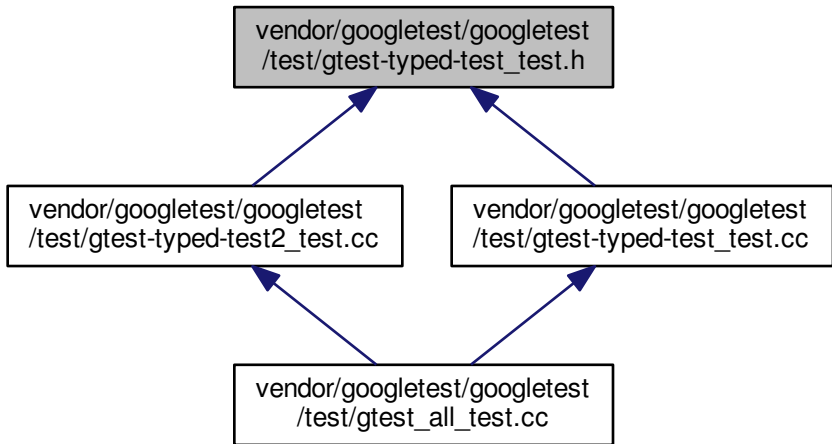 vendor/googletest/googletest
/test/gtest-typed-test_test.h
vendor/googletest/googletest
/test/gtest-typed-test2_test.cc
vendor/googletest/googletest
/test/gtest-typed-test_test.cc
vendor/googletest/googletest
/test/gtest_all_test.cc